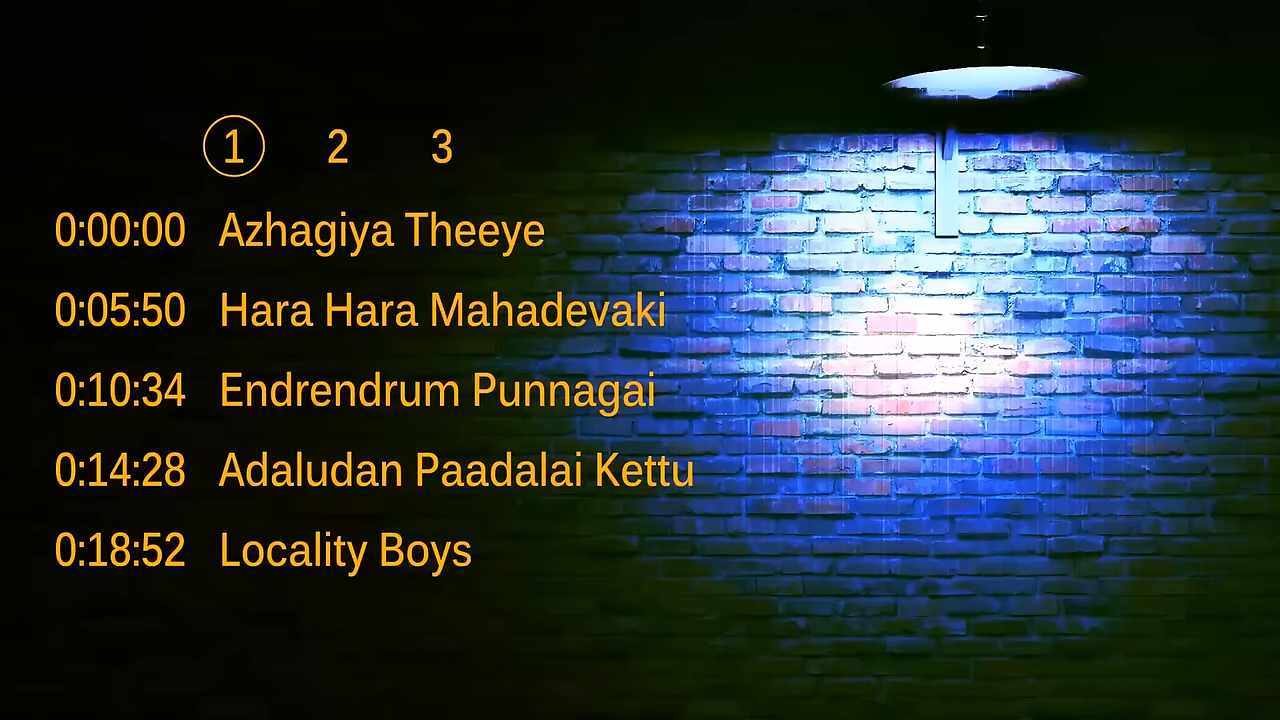 1 2 3
0:00:00 Azhagiya Theeye
0:05:50 Hara Hara Mahadevaki
0:10:34 Endrendrum Punnagai
0:14:28 Adaludan Paadalai Kettu
0:18:52 Locality Boys